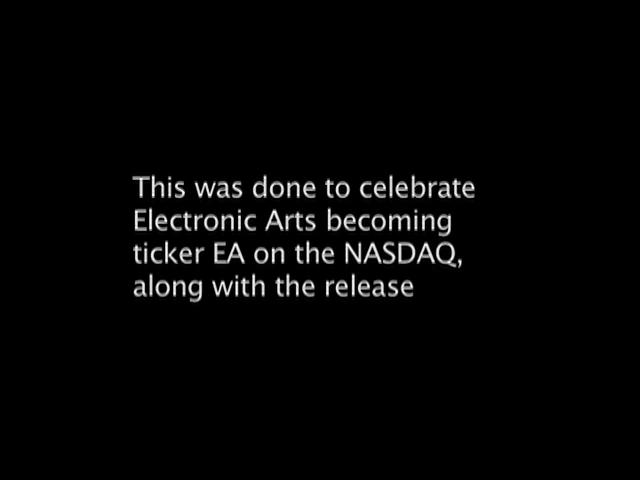 This was done to celebrate
Electronic Arts becoming
ticker EA on the NASDAQ,
along with the release